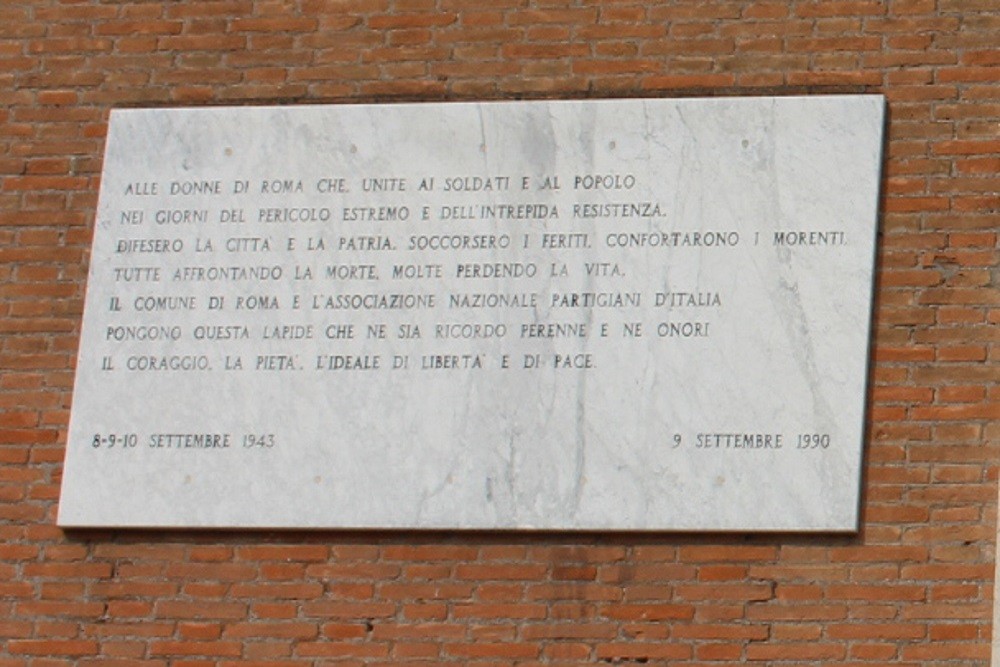 ALLE DONNE DI ROMA CHE, UNITE AI SOLDATI E AL POPOLO
NEI GIORNI DEL PERICOLO ESTREMO E DELL'INTREPIDA RESISTENZA,
DIFESERO LA CITTA' E LA PATRIA, SOCCORSERO I FERITI, CONFORTARONO I MORENTI,
TUTTE AFFRONTANDO LA MORTE, MOLTE PERDENDO LA VITA.
IL COMUNE DI ROMA E L'ASSOCIAZIONE NAZIONALE PARTIGIANI D'ITALIA
PONGONO QUESTA LAPIDE CHE NE SIA RICORDO PERENNE E NE ONORI
IL CORAGGIO, LA PIETA', L'IDEALE DI LIBERTA' E DI PACE.
8-9-10 SETTEMBRE 1943
9 SETTEMBRE 1990